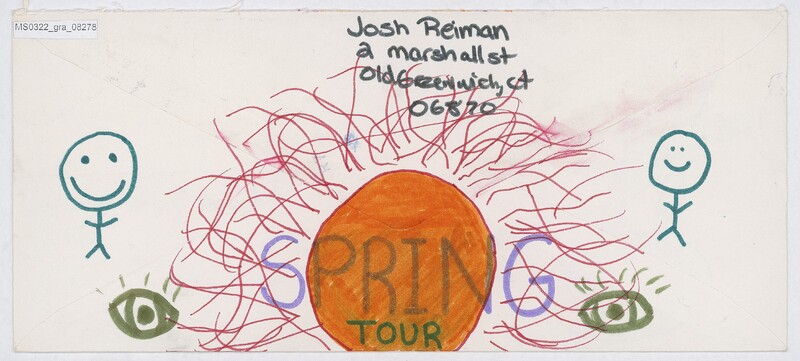 MS0322_gra_08278
Josh Reiman
2 marshall st
Old Greenwich, ct
06870
SPRING
TOUR